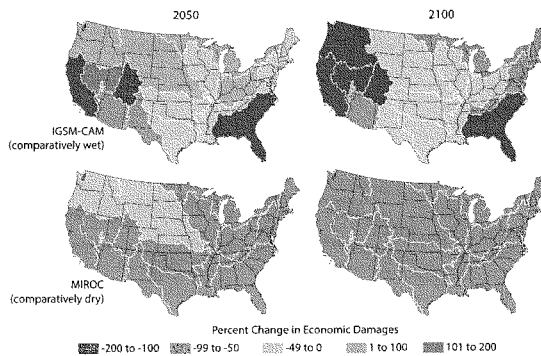 2050
2100
IGSM-CAM
(comparatively wet)
MIROC
(comparatively dry)
Percent Change in Economic Damages
-200 to -100
-99 to -50
-49 to 0
1 to 100
101 to 200